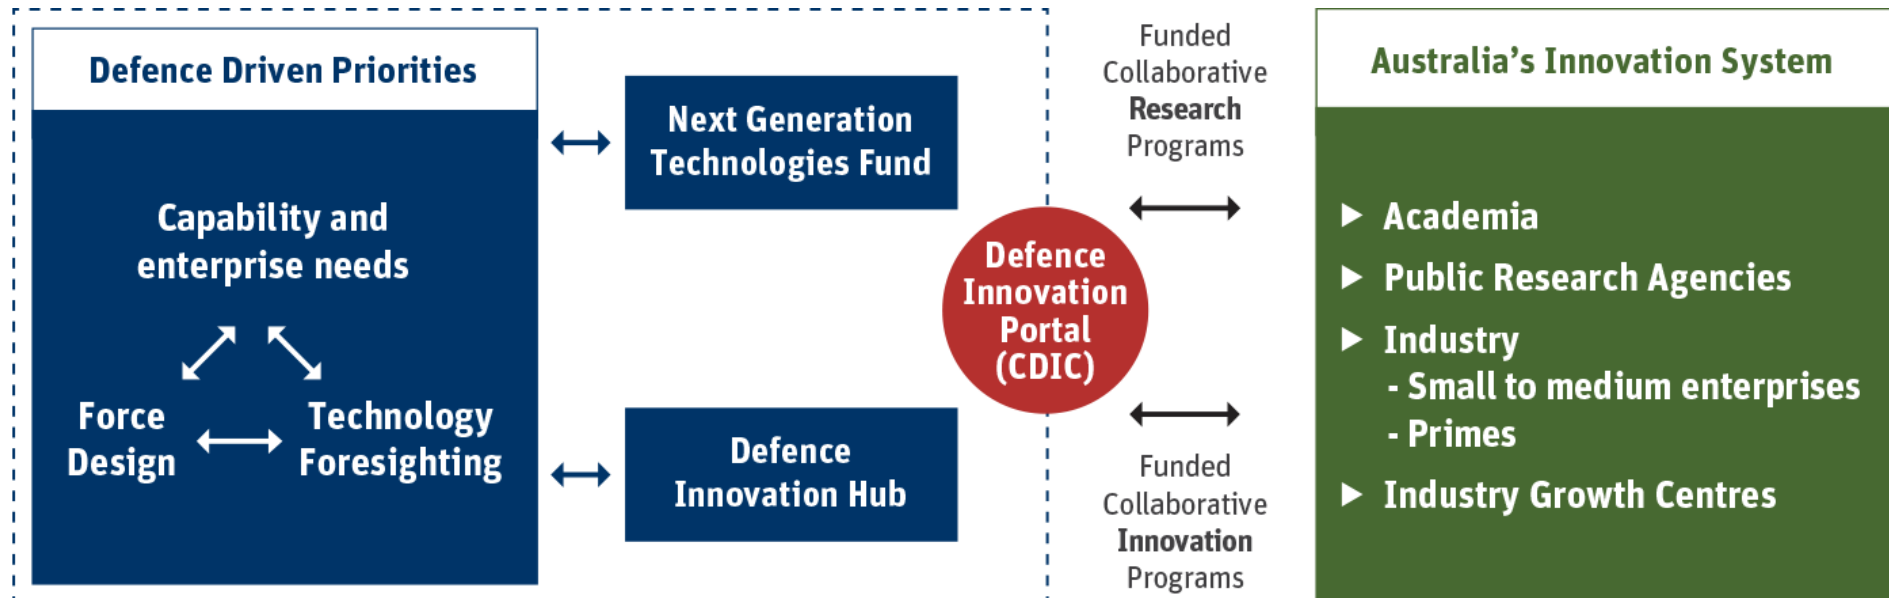 Defence Driven Priorities
Capability and
enterprise needs
Force
Design
Technology
Foresighting
Next Generation
Technologies Fund
Defence
Innovation Hub
Defence
Innovation
Portal
(CDIC)
Funded
Collaborative
Research
Programs
Funded
Collaborative
Innovation
Programs
Australia’s Innovation System
Academia
Public Research Agencies
Industry
- Small to medium enterprises
- Primes
Industry Growth Centres